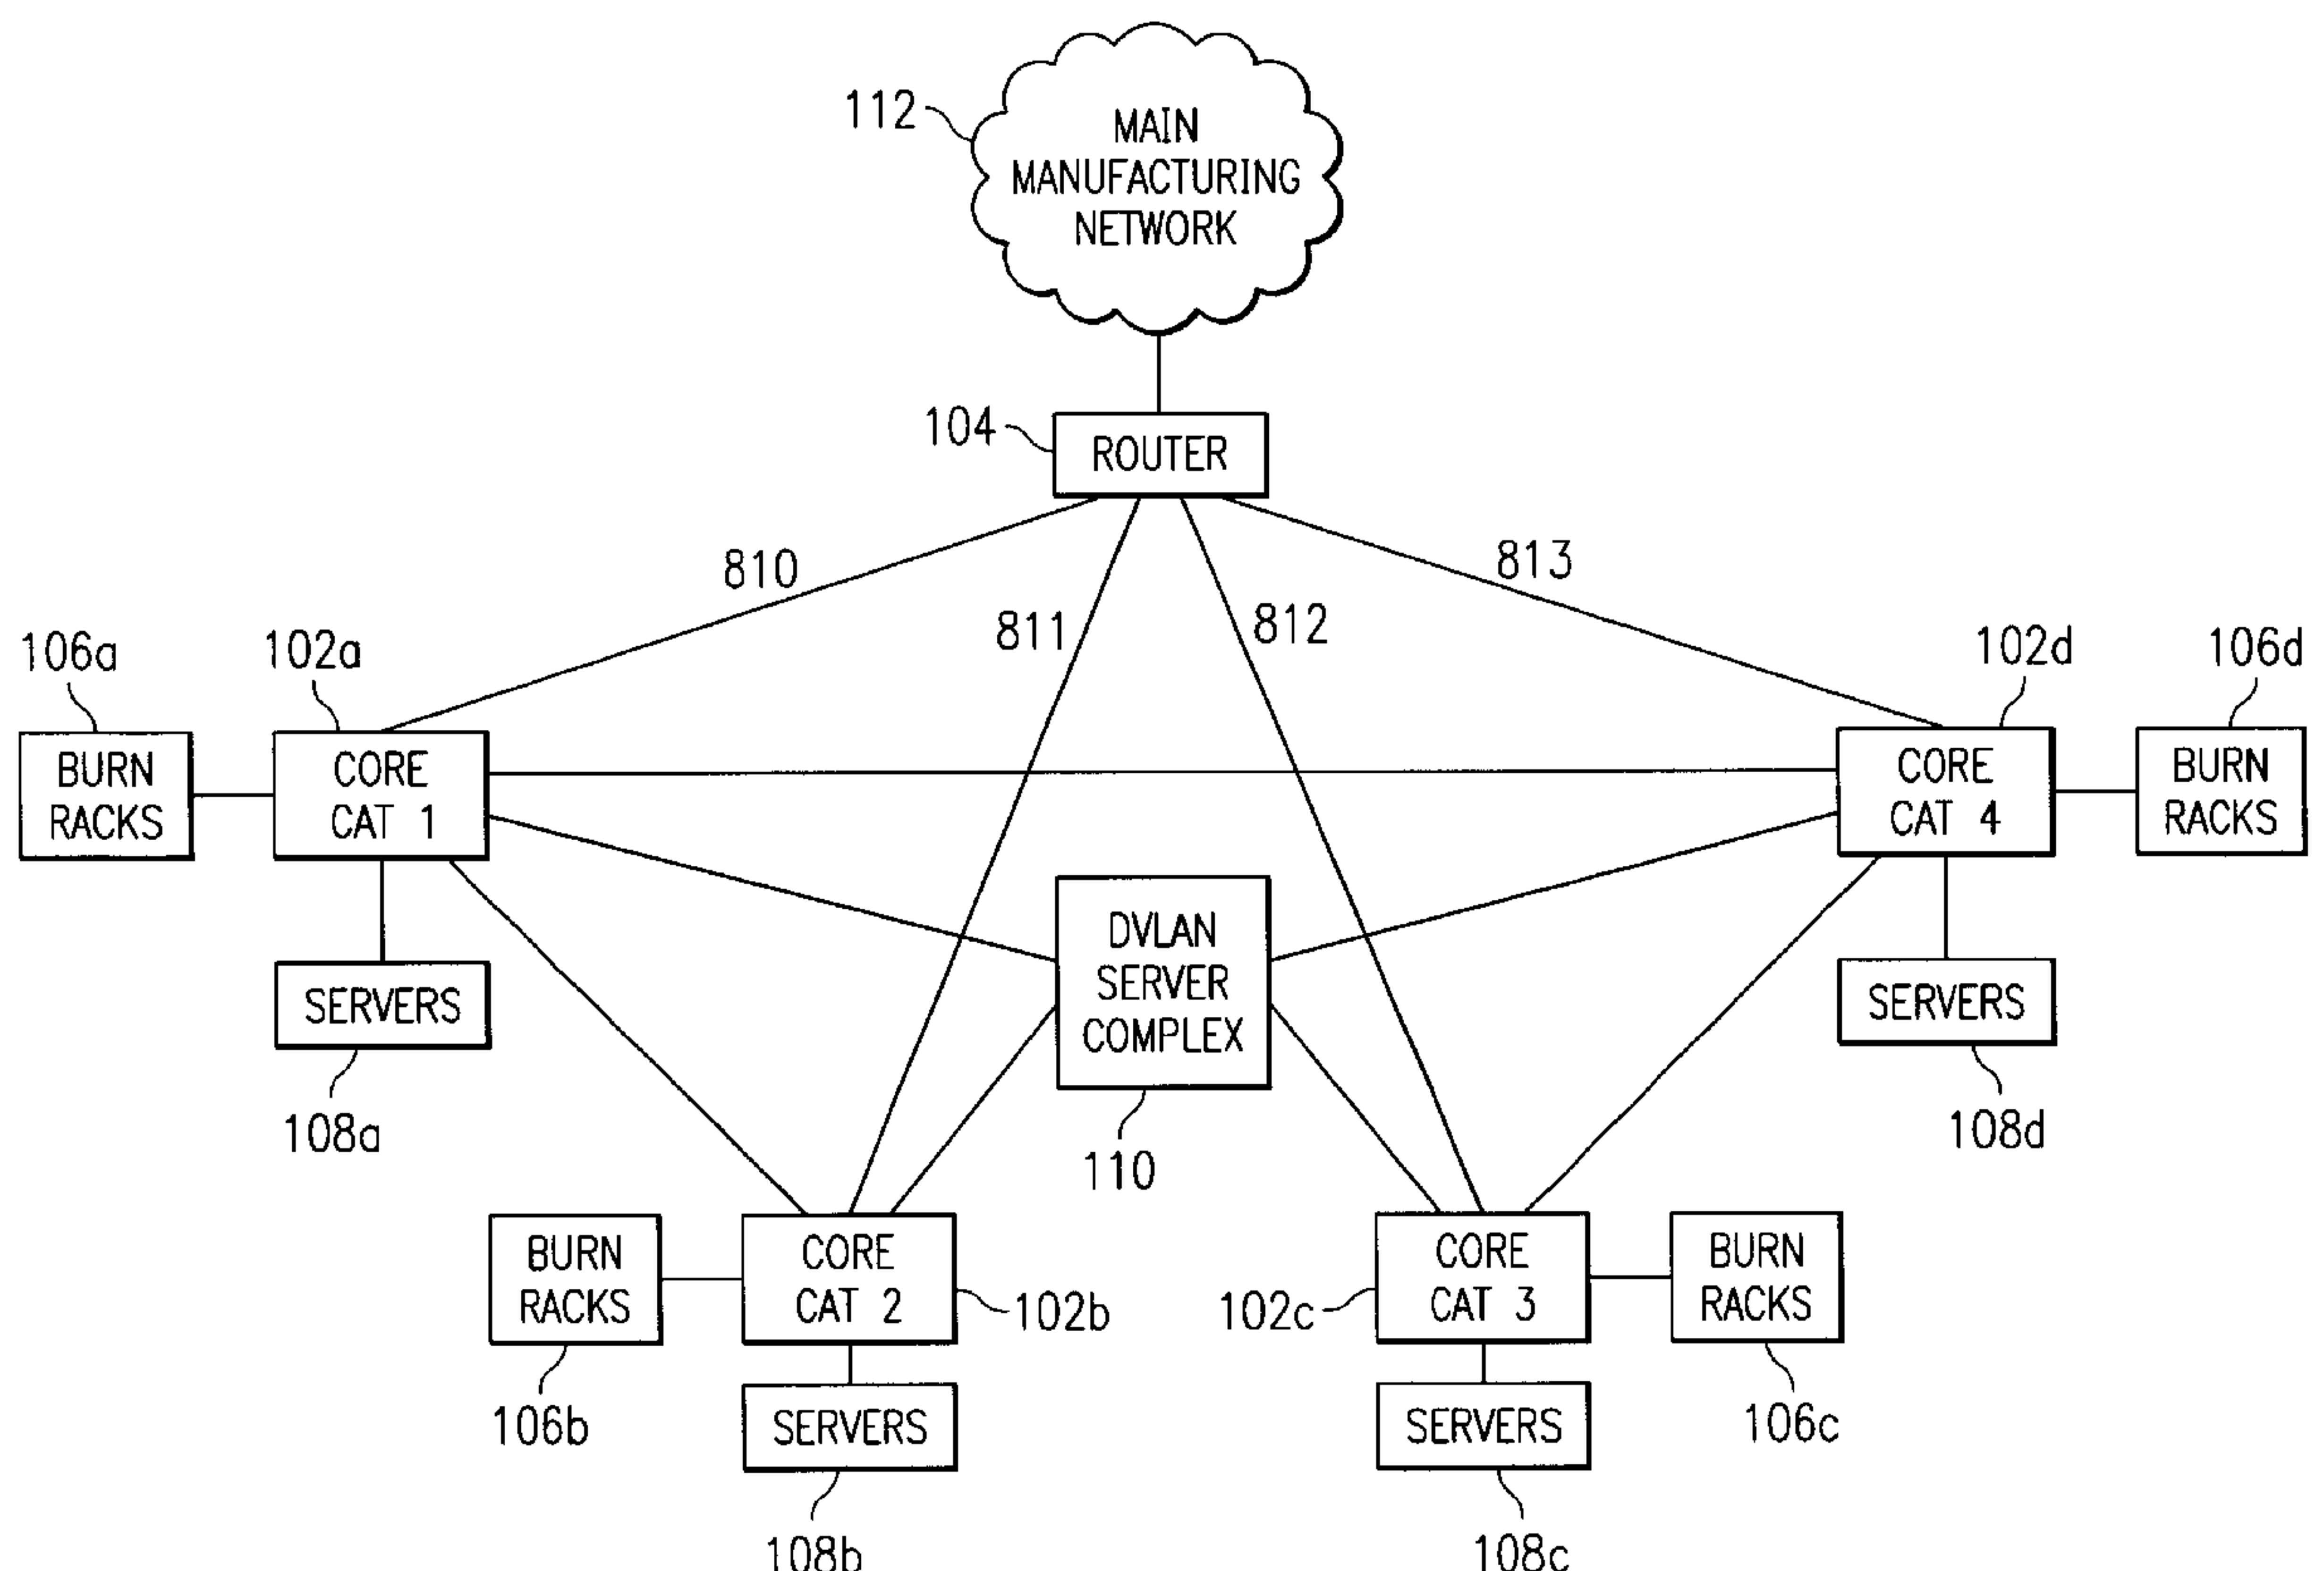 112
MAIN
MANUFACTURING
NETWORK
104
ROUTER
810
813
811
812
106a
102a
102d
106d
BURN
RACKS
CORE
CAT 1
CORE
CAT 4
BURN
RACKS
DVLAN
SERVER
COMPLEX
SERVERS
SERVERS
108a
110
108d
BURN
RACKS
CORE
CAT 2
102b
102c
CORE
CAT 3
BURN
RACKS
106b
SERVERS
SERVERS
106c
108b
108c